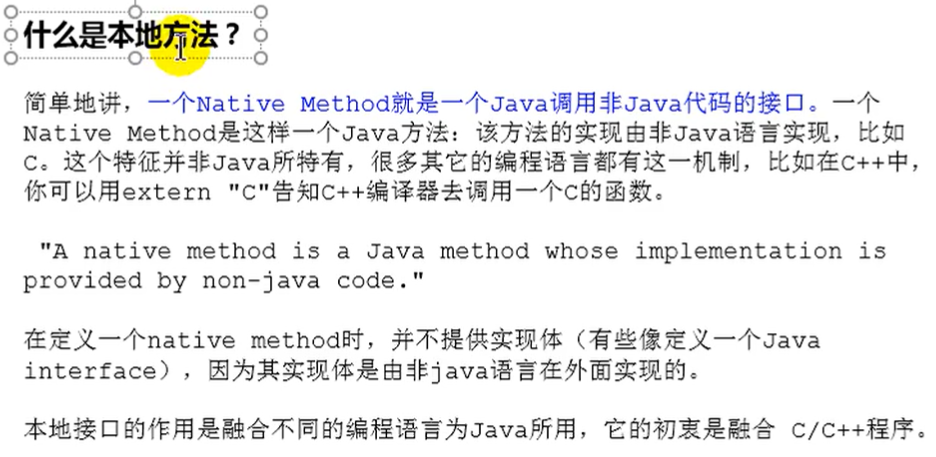 什么是本地方法？
简单地讲，一个Native Method就是一个Java调用非Java代码的接口。一个
Native Method是这样一个Java方法：该方法的实现由非Java语言实现，比如
C。这个特征并非Java所特有，很多其它的编程语言都有这一机制，比如在C++中，
你可以用extern "C"告知C++编译器去调用一个C的函数。
"A native method is a Java method whose implementation is
provided by non-java code."
在定义一个native method时，并不提供实现体（有些像定义一个Java
interface），因为其实现体是由非java语言在外面实现的。
本地接口的作用是融合不同的编程语言为Java所用，它的初衷是融合 C/C++程序。